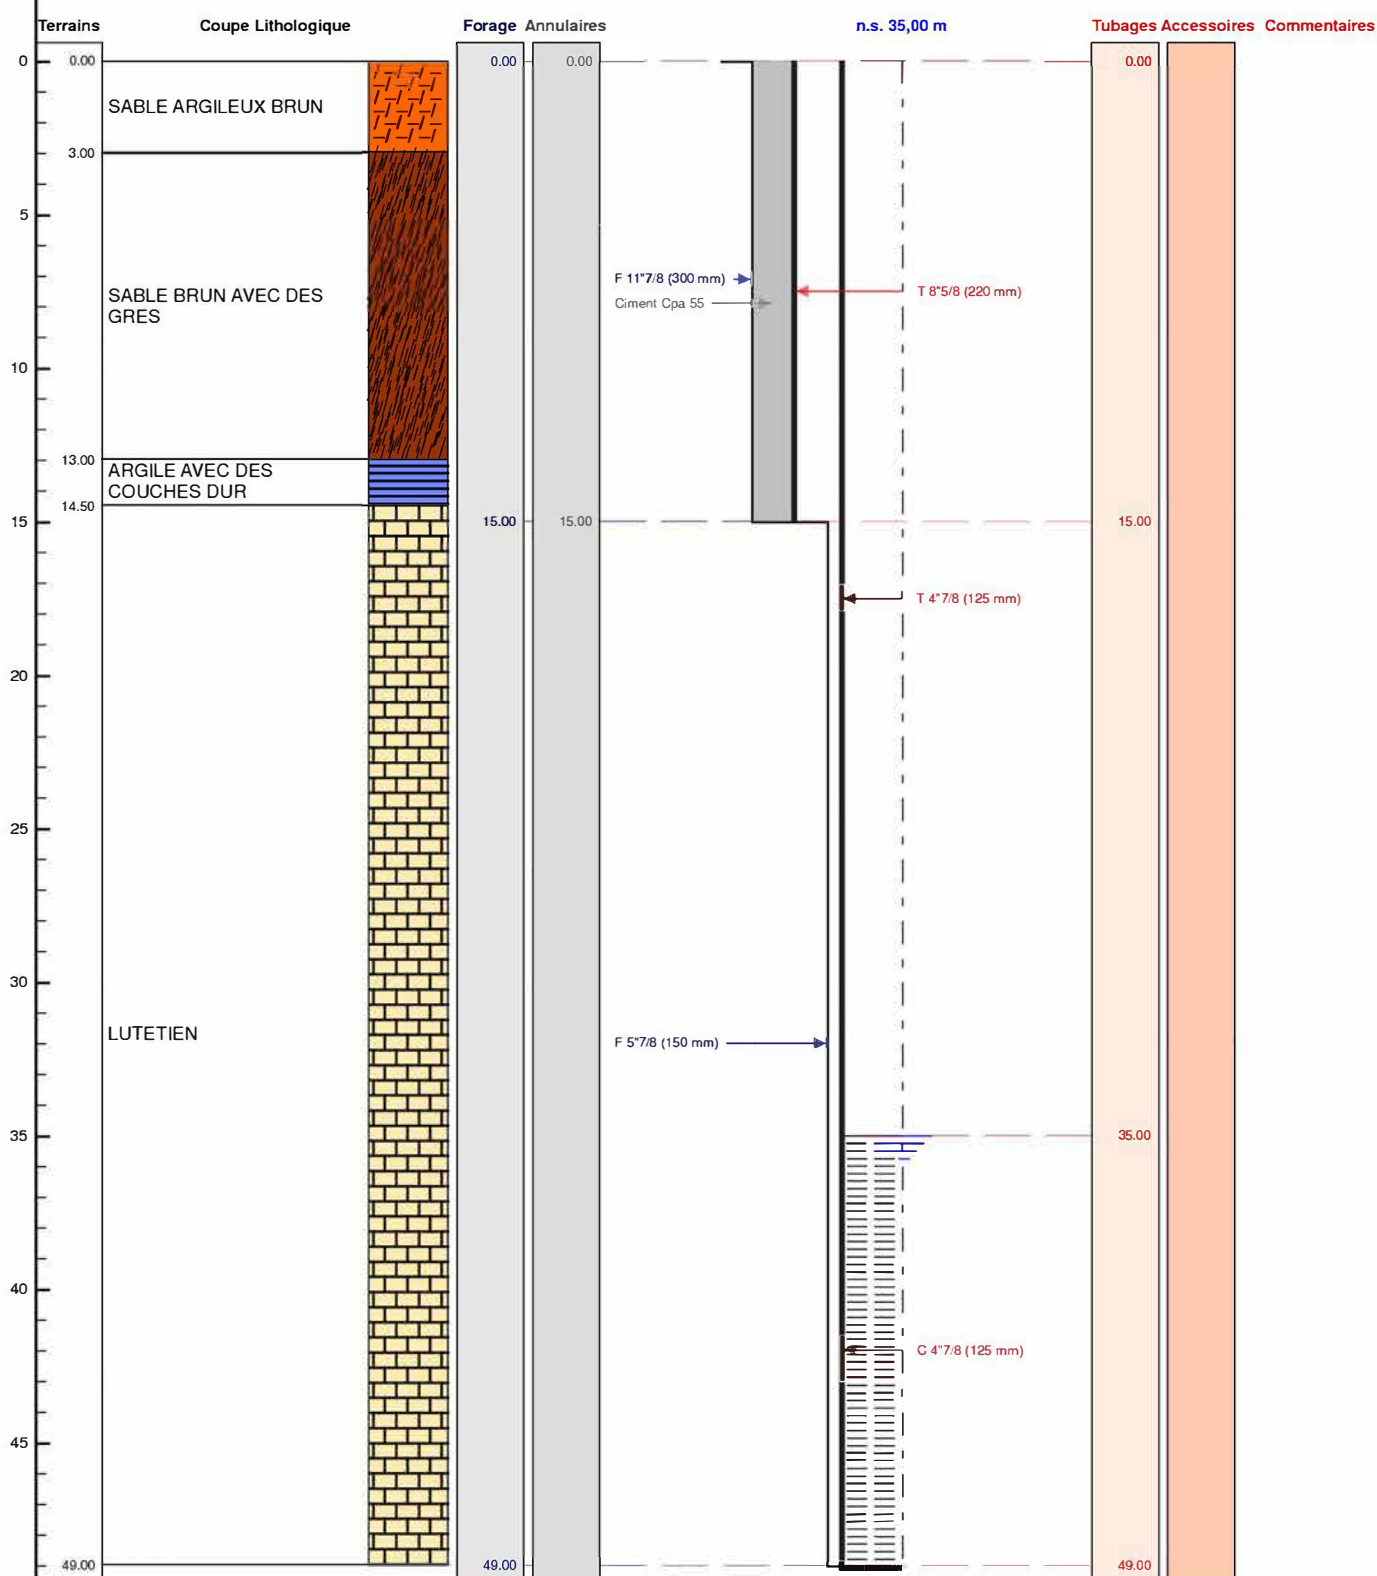 Terrains Coupe Lithologique Forage Annulaires n.s. 35,00 m Tubages Accessoires Commentaires
0 0.00 0.00 0.00 0.00
SABLE ARGILEUX BRUN
3.00
5
F 11"7/8 (300 mm)
T 8"5/8 (220 mm)
SABLE BRUN AVEC DES
GRES
Ciment Cpa 55
10
13.00
ARGILE AVEC DES
COUCHES DUR
14.50
15 15.00 15.00 15.00
T 4"7/8 (125 mm)
20
25
30
LUTETIEN
F 5"7/8 (150 mm)
35 35.00
40
C 4"7/8 (125 mm)
45
49.00 49.00 49.00